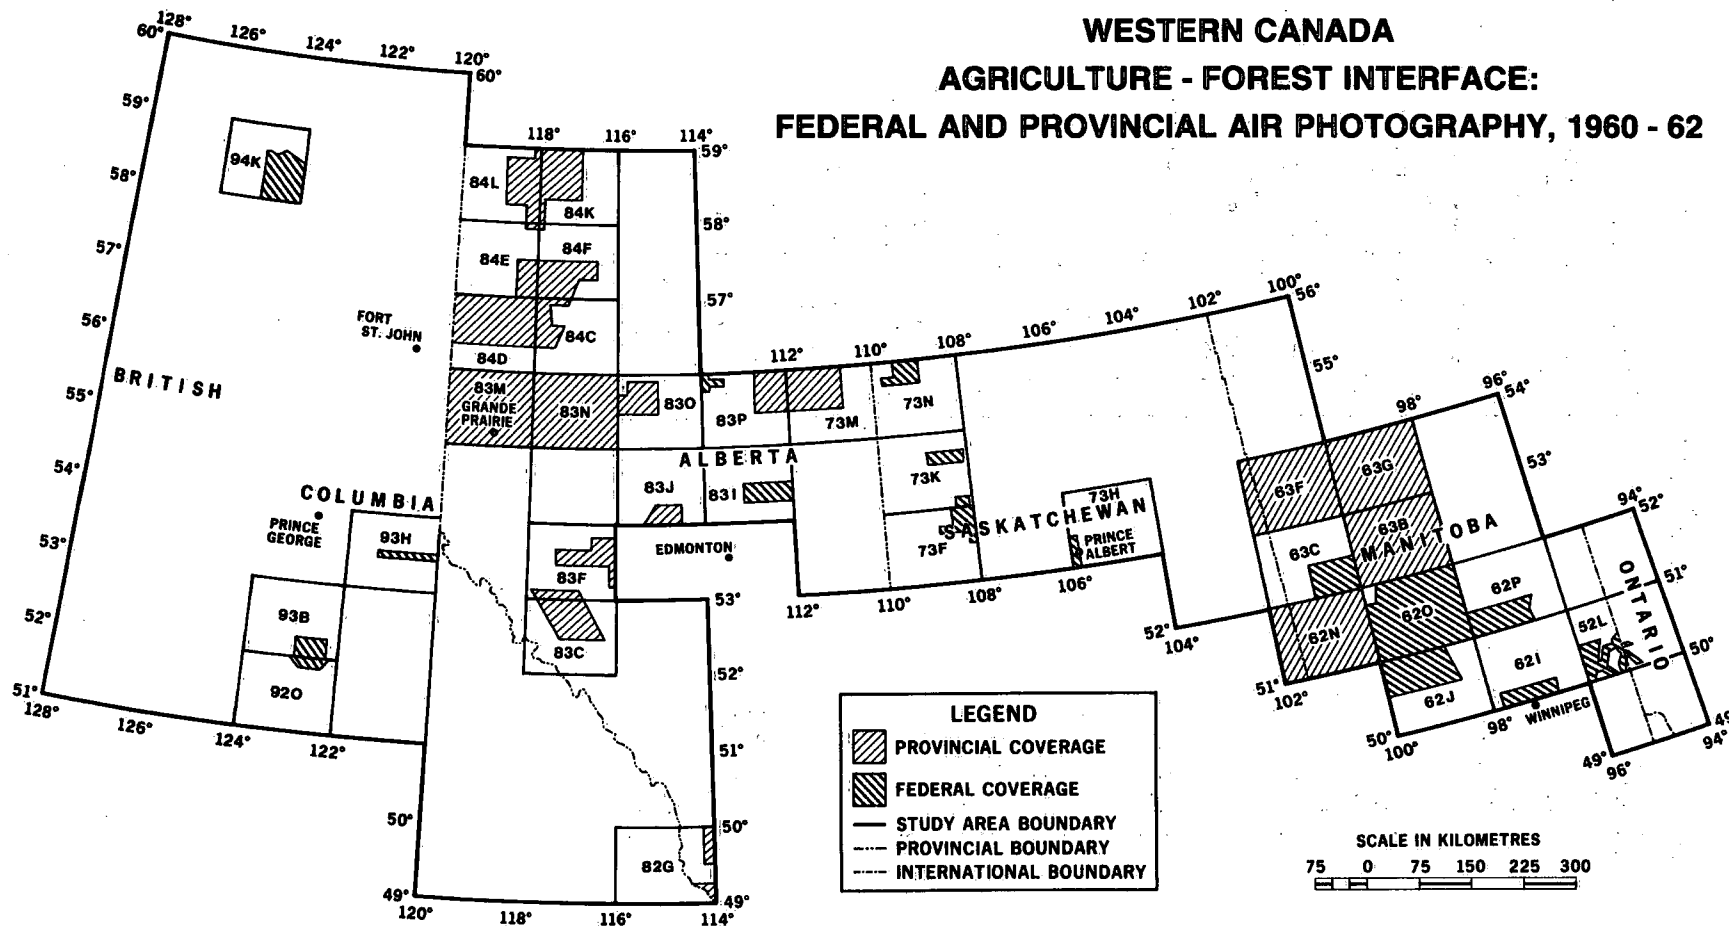 WESTERN CANADA
AGRICULTURE - FOREST INTERFACE:
FEDERAL AND PROVINCIAL AIR PHOTOGRAPHY, 1960 - 62
128° 126° 124° 122° 120°
60° 60°
59°
58°
57°
56°
55°
54°
53°
52°
51°
128° 126° 124° 122°
118° 116° 114°
59°
58°
57°
94K
84L
84K
84F
84E
84C
84D
FORT
ST. JOHN
BRITISH
COLUMBIA
83M
GRANDE
PRAIRIE
83N
83O
83P
112° 110° 108° 106° 104° 102° 100°
56°
55°
73M
73N
ALBERTA
83J
83I
73K
73F
73H
SASKATCHEWAN
PRINCE
ALBERT
PRINCE
GEORGE
93H
93B
92O
EDMONTON
83F
83C
53°
52°
51°
50°
49°
112° 110° 108° 106°
52°
104°
98° 96°
54°
53°
63F
63G
63B
63C
MANITOBA
94°
52°
51°
50°
49°
94°
62N
62O
62P
62J
62I
52L
ONTARIO
51°
102°
50°
100°
98°
WINNIPEG
49°
96°
82G
50°
49°
120° 118° 116° 114°
LEGEND
PROVINCIAL COVERAGE
FEDERAL COVERAGE
STUDY AREA BOUNDARY
PROVINCIAL BOUNDARY
INTERNATIONAL BOUNDARY
SCALE IN KILOMETRES
75 0 75 150 225 300